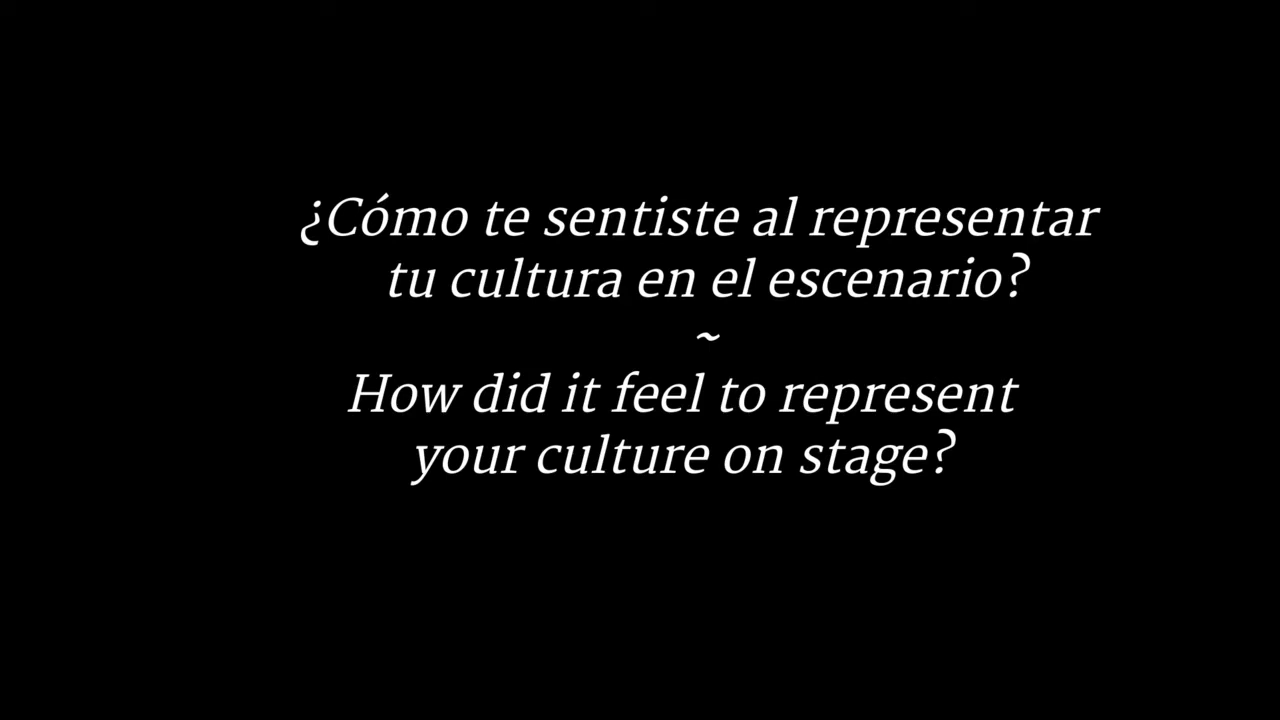 ¿Cómo te sentiste al representar
tu cultura en el escenario?
~
How did it feel to represent
your culture on stage?